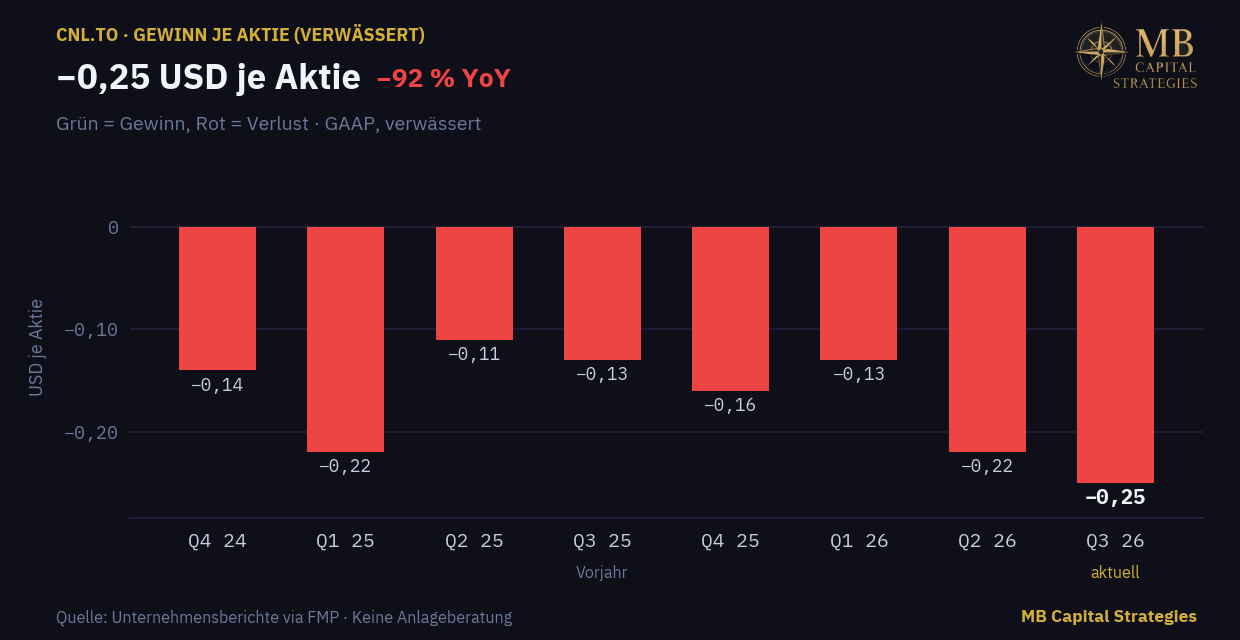 CNL.TO · GEWINN JE AKTIE (VERWÄSSERT)
−0,25 USD je Aktie −92 % YoY
Grün = Gewinn, Rot = Verlust · GAAP, verwässert
MB
CAPITAL
STRATEGIES
USD je Aktie
0
−0,10
−0,20
−0,14
−0,22
−0,11
−0,13
−0,16
−0,13
−0,22
−0,25
Q4 24 Q1 25 Q2 25 Q3 25 Q4 25 Q1 26 Q2 26 Q3 26
Vorjahr aktuell
Quelle: Unternehmensberichte via FMP · Keine Anlageberatung
MB Capital Strategies